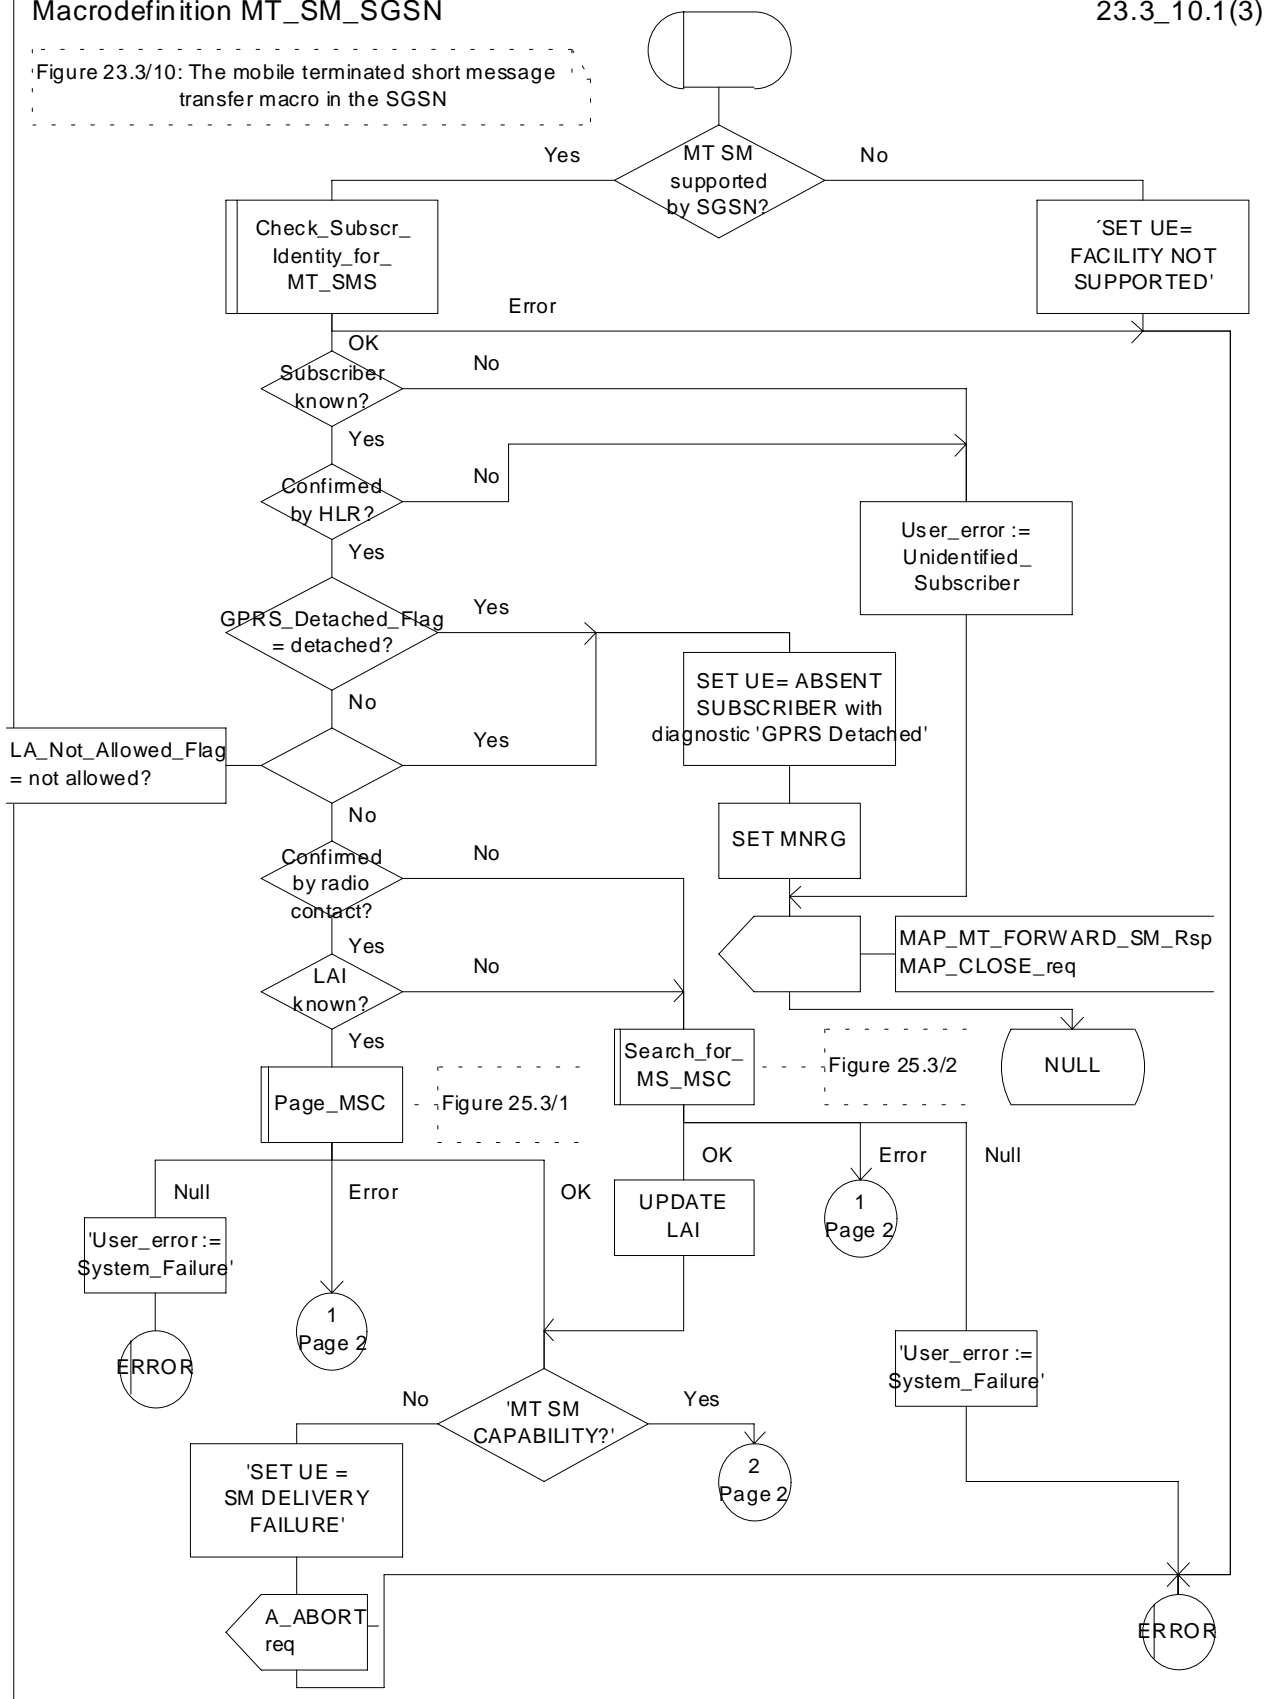 Macrodefinition MT_SM_SGSN
23.3_10.1(3)
Figure 23.3/10: The mobile terminated short message
transfer macro in the SGSN
Yes
MT SM
supported
by SGSN?
No
Check_Subscr_
Identity_for_
MT_SMS
´SET UE=
FACILITY NOT
SUPPORTED'
Error
OK
Subscriber
known?
No
Yes
Confirmed
by HLR?
No
User_error :=
Unidentified_
Subscriber
Yes
GPRS_Detached_Flag
= detached?
Yes
SET UE= ABSENT
SUBSCRIBER with
diagnostic 'GPRS Detached'
No
LA_Not_Allowed_Flag
= not allowed?
Yes
No
SET MNRG
Confirmed
by radio
contact?
No
MAP_MT_FORWARD_SM_Rsp
MAP_CLOSE_req
Yes
LAI
known?
No
Yes
Search_for_
MS_MSC
Figure 25.3/2
NULL
Page_MSC
Figure 25.3/1
OK
Error
Null
Null
Error
OK
UPDATE
LAI
1
Page 2
'User_error :=
System_Failure'
1
Page 2
ERROR
'User_error :=
System_Failure'
No
'MT SM
CAPABILITY?'
Yes
'SET UE =
SM DELIVERY
FAILURE'
2
Page 2
A_ABORT
req
ERROR